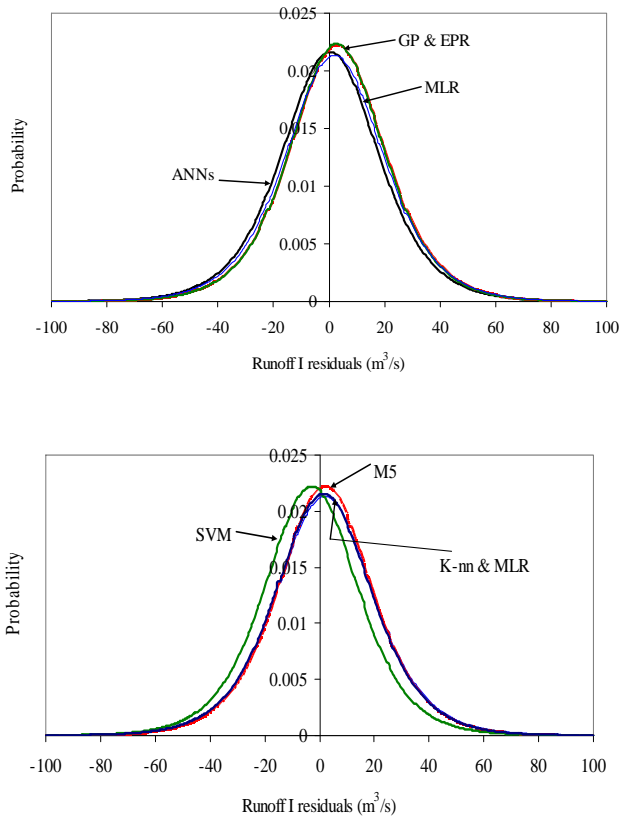 0.025
GP & EPR
0.02
MLR
0.015
Probability
ANNs
0.01
0.005
0
-100 -80 -60 -40 -20 0 20 40 60 80 100
Runoff I residuals (m³/s)
0.025
M5
0.02
SVM
K-nn & MLR
0.015
Probability
0.01
0.005
0
-100 -80 -60 -40 -20 0 20 40 60 80 100
Runoff I residuals (m³/s)